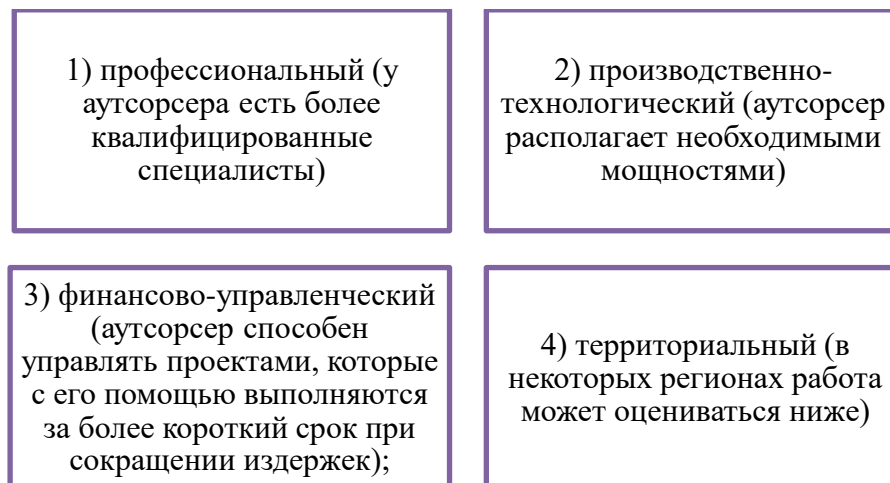 1) профессиональный (у
аутсорсера есть более
квалифицированные
специалисты)
2) производственно-
технологический (аутсорсер
располагает необходимыми
мощностями)
3) финансово-управленческий
(аутсорсер способен
управлять проектами, которые
с его помощью выполняются
за более короткий срок при
сокращении издержек);
4) территориальный (в
некоторых регионах работа
может оцениваться ниже)